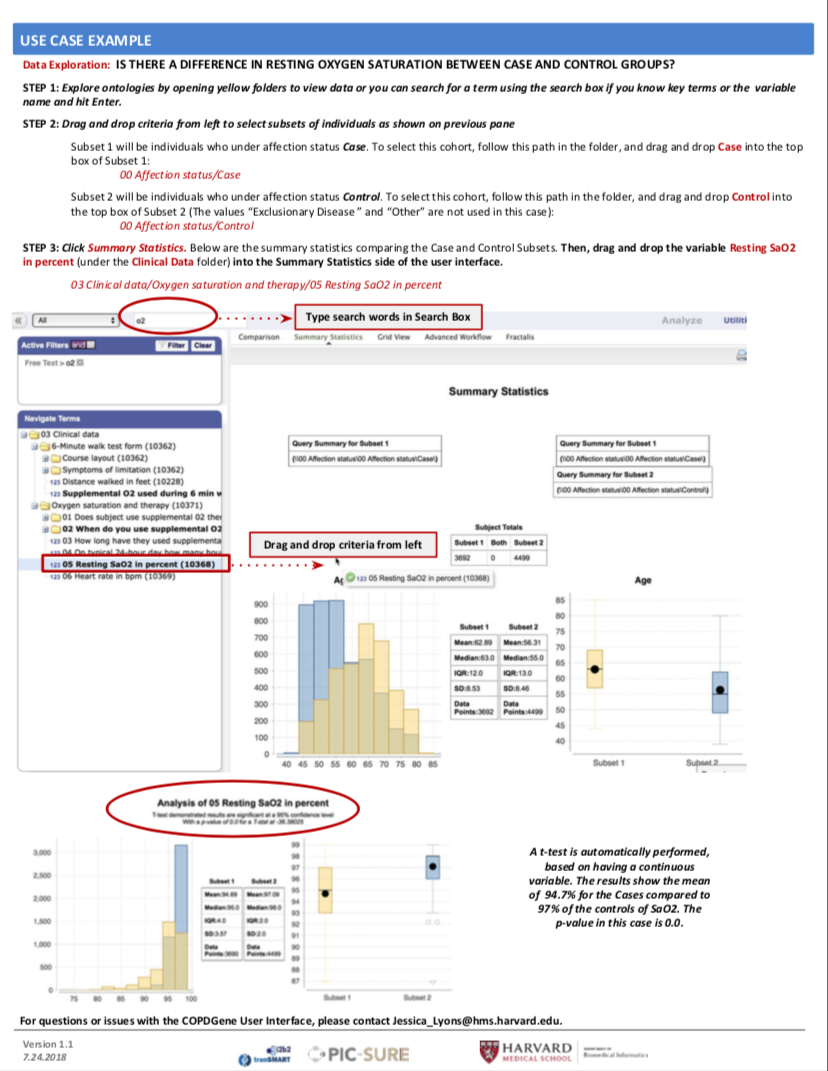 USE CASE EXAMPLE
Data Exploration: IS THERE A DIFFERENCE IN RESTING OXYGEN SATURATION BETWEEN CASE AND CONTROL GROUPS?
STEP 1: Explore ontologies by opening yellow folders to view data or you can search for a term using the search box if you know key terms or the variable
name and hit Enter.
STEP 2: Drag and drop criteria from left to select subsets of individuals as shown on previous pane
Subset 1 will be individuals who under affection status Case. To select this cohort, follow this path in the folder, and drag and drop Case into the top
box of Subset 1:
00 Affection status/Case
Subset 2 will be individuals who under affection status Control. To select this cohort, follow this path in the folder, and drag and drop Control into
the top box of Subset 2 (The values "Exclusionary Disease" and "Other" are not used in this case):
00 Affection status/Control
STEP 3: Click Summary Statistics. Below are the summary statistics comparing the Case and Control Subsets. Then, drag and drop the variable Resting SaO2
in percent (under the Clinical Data folder) into the Summary Statistics side of the user interface.
03 Clinical data/Oxygen saturation and therapy/05 Resting SaO2 in percent
All
o2
Type search words in Search Box
Analyze Utiliti
Active Filters and Filter Clear
Comparison Summary Statistics Grid View Advanced Workflow Fractalis
Free Text > o2
Summary Statistics
Navigate Terms
03 Clinical data
6-Minute walk test form (10362)
Course layout (10362)
Symptoms of limitation (10362)
123 Distance walked in feet (10228)
123 Supplemental O2 used during 6 min w
Oxygen saturation and therapy (10371)
01 Does subject use supplemental O2 ther
02 When do you use supplemental O2
123 03 How long have they used supplementa
123 04 On typical 24-hour day how many hou
123 05 Resting SaO2 in percent (10368)
123 06 Heart rate in bpm (10369)
Query Summary for Subset 1
(\00 Affection status\00 Affection status\Case\)
Query Summary for Subset 1
(\00 Affection status\00 Affection status\Case\)
Query Summary for Subset 2
(\00 Affection status\00 Affection status\Control\)
Subject Totals
Subset 1 Both Subset 2
3692 0 4499
Drag and drop criteria from left
123 05 Resting SaO2 in percent (10368)
Age
900
800
700
600
500
400
300
200
100
0
40 45 50 55 60 65 70 75 80 85
Subset 1 Subset 2
Mean:62.89 Mean:56.31
Median:63.0 Median:55.0
IQR:12.0 IQR:13.0
SD:8.53 SD:8.46
Data Data
Points:3692 Points:4499
85
80
75
70
65
60
55
50
45
40
Subset 1 Subset 2
Analysis of 05 Resting SaO2 in percent
T-test demonstrated results are significant at a 95% confidence level
3,000
2,500
2,000
1,500
1,000
500
0
75 80 85 90 95 100
Subset 1 Subset 2
Mean:94.69 Mean:97.09
Median:95.0 Median:98.0
IQR:4.0 IQR:2.0
SD:3.57 SD:2.0
Data Data
Points:3690 Points:4499
99
98
97
96
95
94
93
92
91
90
89
88
87
Subset 1 Subset 2
A t-test is automatically performed,
based on having a continuous
variable. The results show the mean
of 94.7% for the Cases compared to
97% of the controls of SaO2. The
p-value in this case is 0.0.
For questions or issues with the COPDGene User Interface, please contact Jessica_Lyons@hms.harvard.edu.
Version 1.1
7.24.2018
i2b2
tranSMART
PIC-SURE
HARVARD
MEDICAL SCHOOL
DEPARTMENT OF
Biomedical Informatics